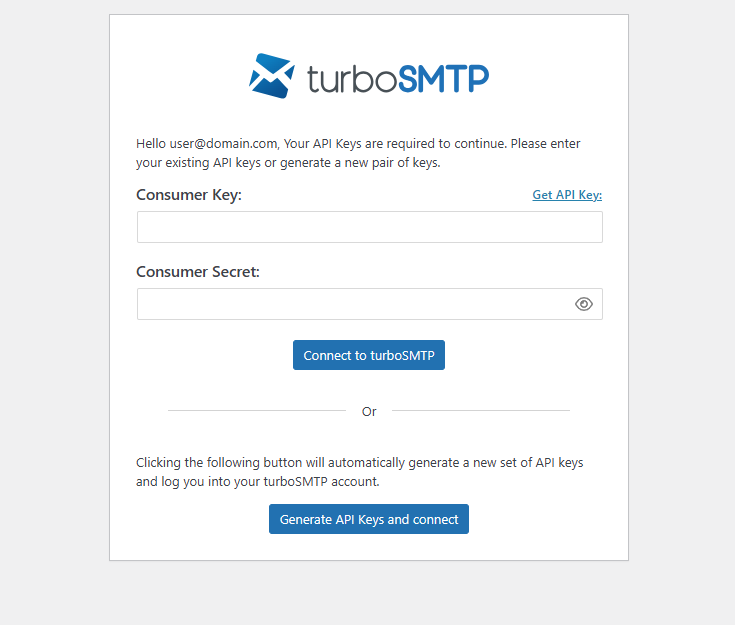 turboSMTP
Hello user@domain.com, Your API Keys are required to continue. Please enter
your existing API keys or generate a new pair of keys.
Consumer Key:
Get API Key:
Consumer Secret:
Connect to turboSMTP
Or
Clicking the following button will automatically generate a new set of API keys
and log you into your turboSMTP account.
Generate API Keys and connect